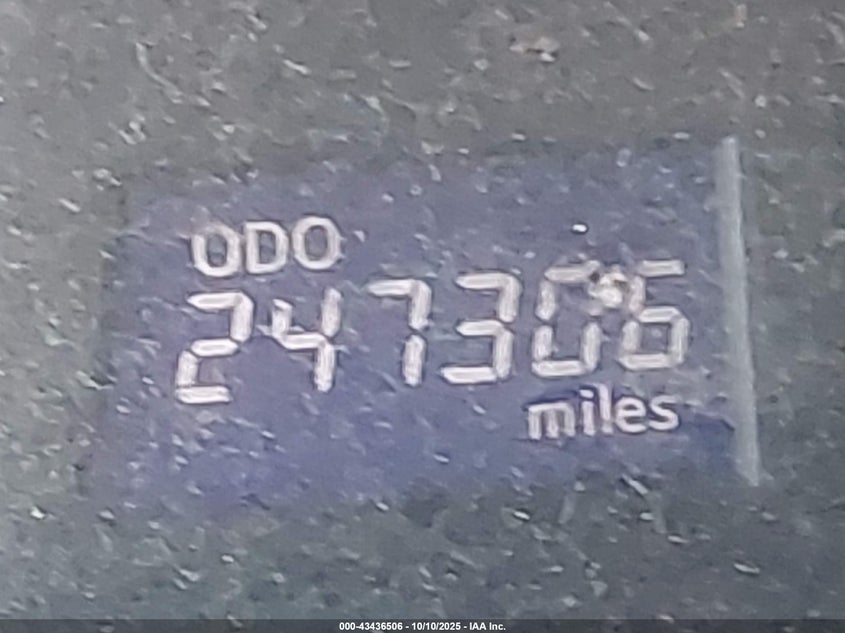 ODO
247306
miles
000-43436506 - 10/10/2025 - IAA Inc.